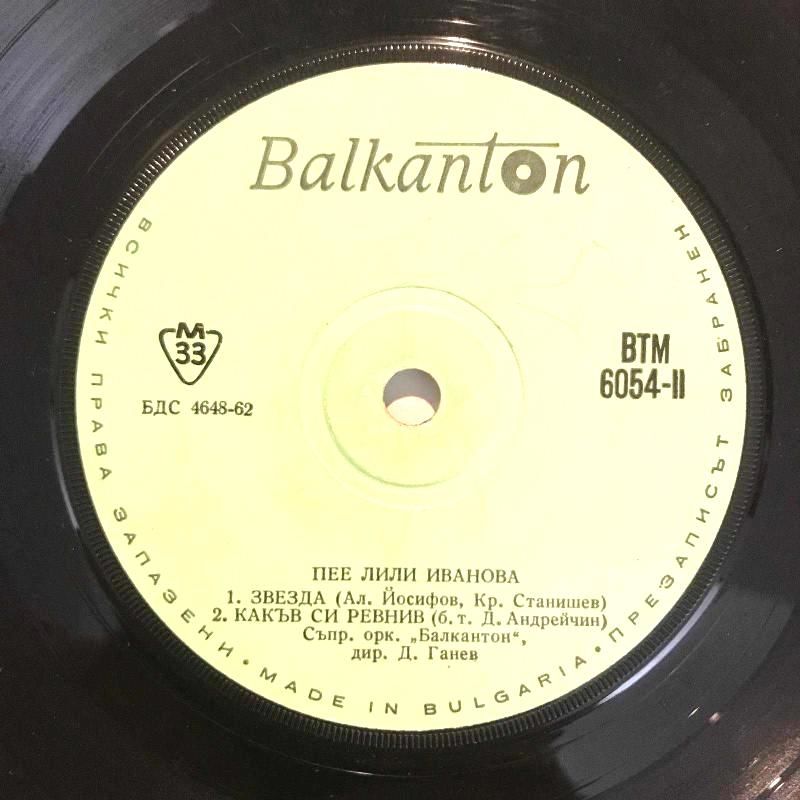 Balkanton
ВСИЧКИ ПРАВА ЗАПАЗЕНИ • MADE IN BULGARIA • ПРЕЗАПИСЪТ ЗАБРАНЕН
M
33
БДС 4648-62
ВТМ
6054-II
ПЕЕ ЛИЛИ ИВАНОВА
1. ЗВЕЗДА (Ал. Йосифов, Кр. Станишев)
2. КАКЪВ СИ РЕВНИВ (б. т. Д. Андрейчин)
Съпр. орк. „Балкантон“,
дир. Д. Ганев